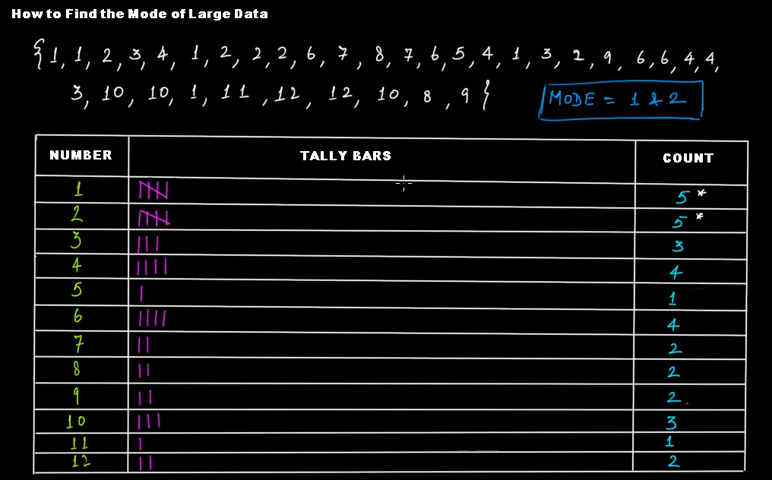 How to Find the Mode of Large Data
{1, 1, 2, 3, 4, 1, 2, 2, 2, 6, 7, 8, 7, 6, 5, 4, 1, 3, 2, 9, 6, 6, 4, 4,
3, 10, 10, 1, 11, 12, 12, 10, 8, 9}
MODE = 1 & 2
NUMBER TALLY BARS COUNT
1 5 *
2 5 *
3 3
4 4
5 1
6 4
7 2
8 2
9 2
10 3
11 1
12 2